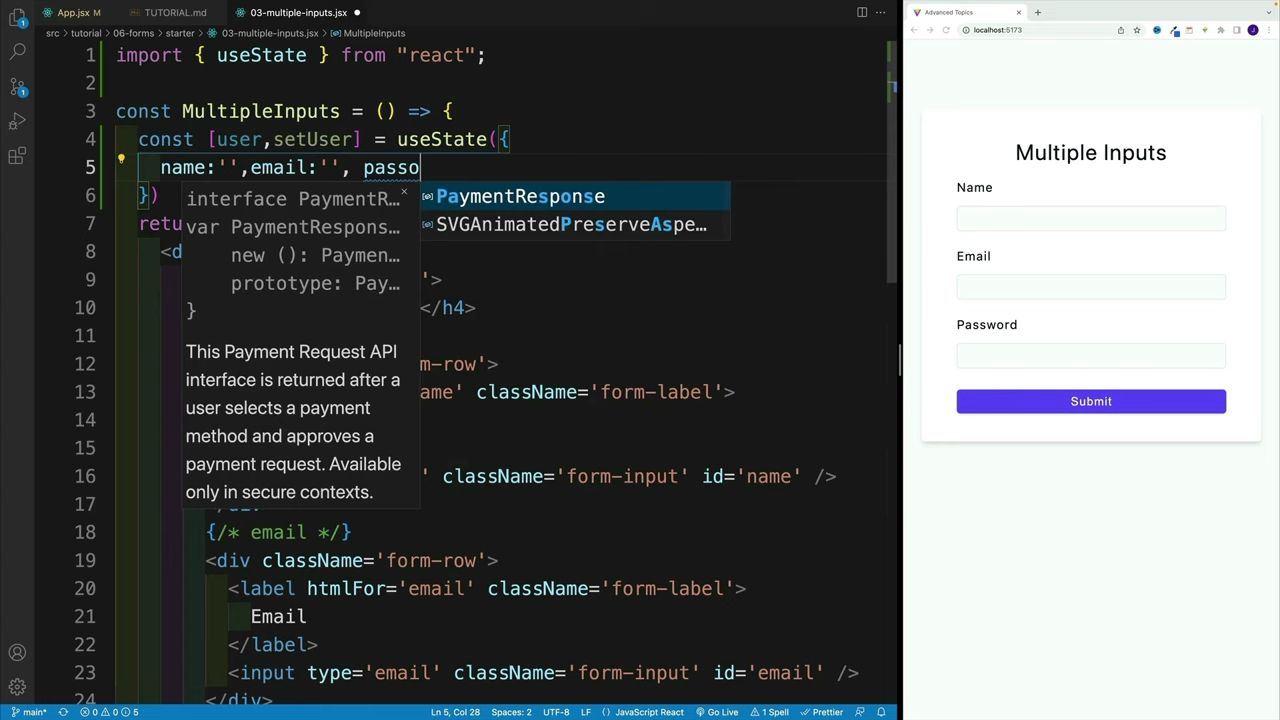 App.jsx M
TUTORIAL.md
03-multiple-inputs.jsx
src > tutorial > 06-forms > starter > 03-multiple-inputs.jsx > MultipleInputs
1 import { useState } from "react";
2
3 const MultipleInputs = () => {
4 const [user,setUser] = useState({
5 name:'',email:'', passo
6 })
7 retu
8 <d
9 '>
10 </h4>
11
12 m-row'>
13 ame' className='form-label'>
14
15
16 ' className='form-input' id='name' />
17
18 {/* email */}
19 <div className='form-row'>
20 <label htmlFor='email' className='form-label'>
21 Email
22 </label>
23 <input type='email' className='form-input' id='email' />
24 </div>
PaymentResponse
SVGAnimatedPreserveAspe...
interface PaymentR...
var PaymentRespons...
new (): Paymen...
prototype: Pay...
}
This Payment Request API
interface is returned after a
user selects a payment
method and approves a
payment request. Available
only in secure contexts.
main*
0 0 5
Ln 5, Col 28
Spaces: 2
UTF-8
LF
{ } JavaScript React
Go Live
1 Spell
Prettier
Advanced Topics
localhost:5173
J
Multiple Inputs
Name
Email
Password
Submit